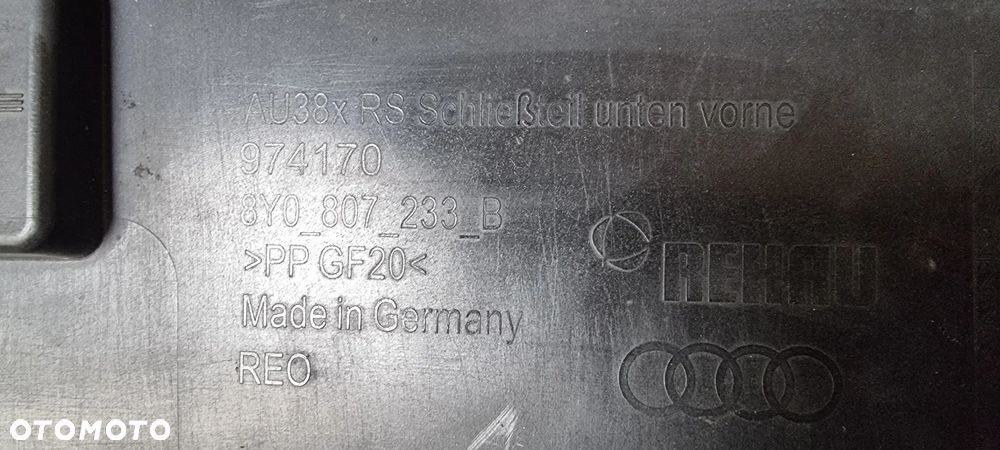 AU38x RS Schließteil unten vorne
974170
8Y0_807_233_B
>PP GF20<
Made in Germany
REO
REHAU
OTOMOTO